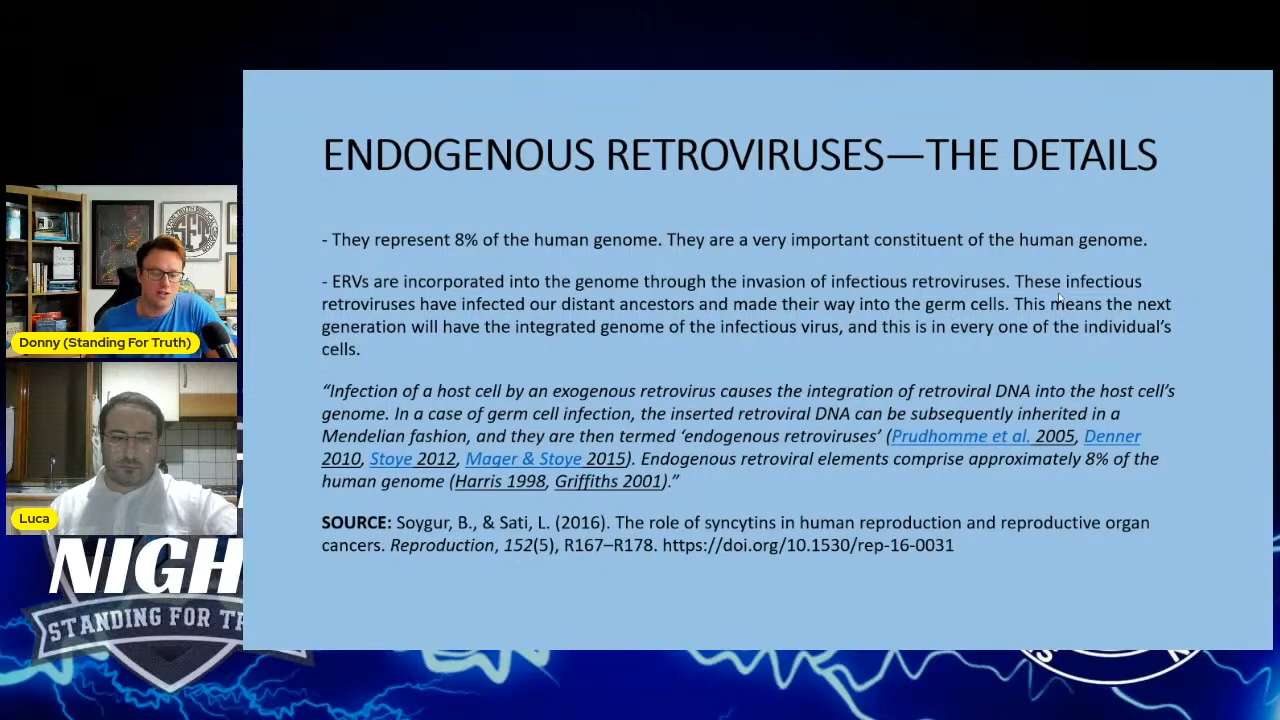 ENDOGENOUS RETROVIRUSES—THE DETAILS
- They represent 8% of the human genome. They are a very important constituent of the human genome.
- ERVs are incorporated into the genome through the invasion of infectious retroviruses. These infectious
retroviruses have infected our distant ancestors and made their way into the germ cells. This means the next
generation will have the integrated genome of the infectious virus, and this is in every one of the individual’s
cells.
“Infection of a host cell by an exogenous retrovirus causes the integration of retroviral DNA into the host cell’s
genome. In a case of germ cell infection, the inserted retroviral DNA can be subsequently inherited in a
Mendelian fashion, and they are then termed ‘endogenous retroviruses’ (Prudhomme et al. 2005, Denner
2010, Stoye 2012, Mager & Stoye 2015). Endogenous retroviral elements comprise approximately 8% of the
human genome (Harris 1998, Griffiths 2001).”
SOURCE: Soygur, B., & Sati, L. (2016). The role of syncytins in human reproduction and reproductive organ
cancers. Reproduction, 152(5), R167–R178. https://doi.org/10.1530/rep-16-0031
SFT
Donny (Standing For Truth)
Luca
NIGH
STANDING FOR TR